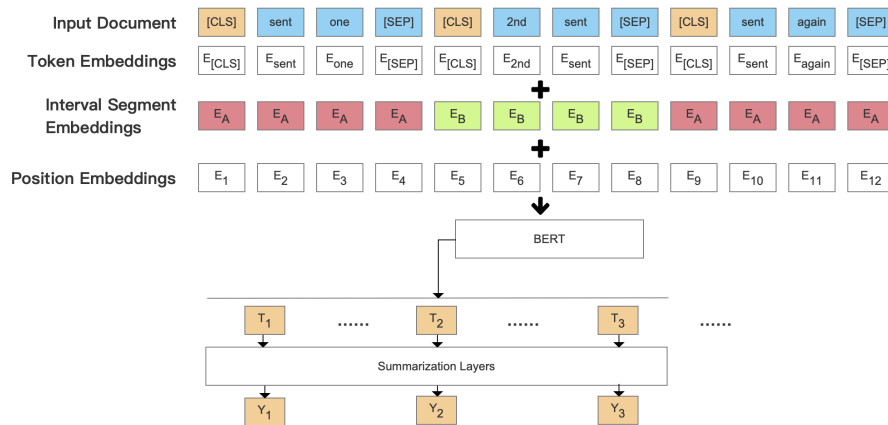 Input Document [CLS] sent one [SEP] [CLS] 2nd sent [SEP] [CLS] sent again [SEP]
Token Embeddings E[CLS] Esent Eone E[SEP] E[CLS] E2nd Esent E[SEP] E[CLS] Esent Eagain E[SEP]
+
Interval Segment
Embeddings EA EA EA EA EB EB EB EB EA EA EA EA
+
Position Embeddings E1 E2 E3 E4 E5 E6 E7 E8 E9 E10 E11 E12
BERT
T1 ...... T2 ...... T3 ......
Summarization Layers
Y1 Y2 Y3